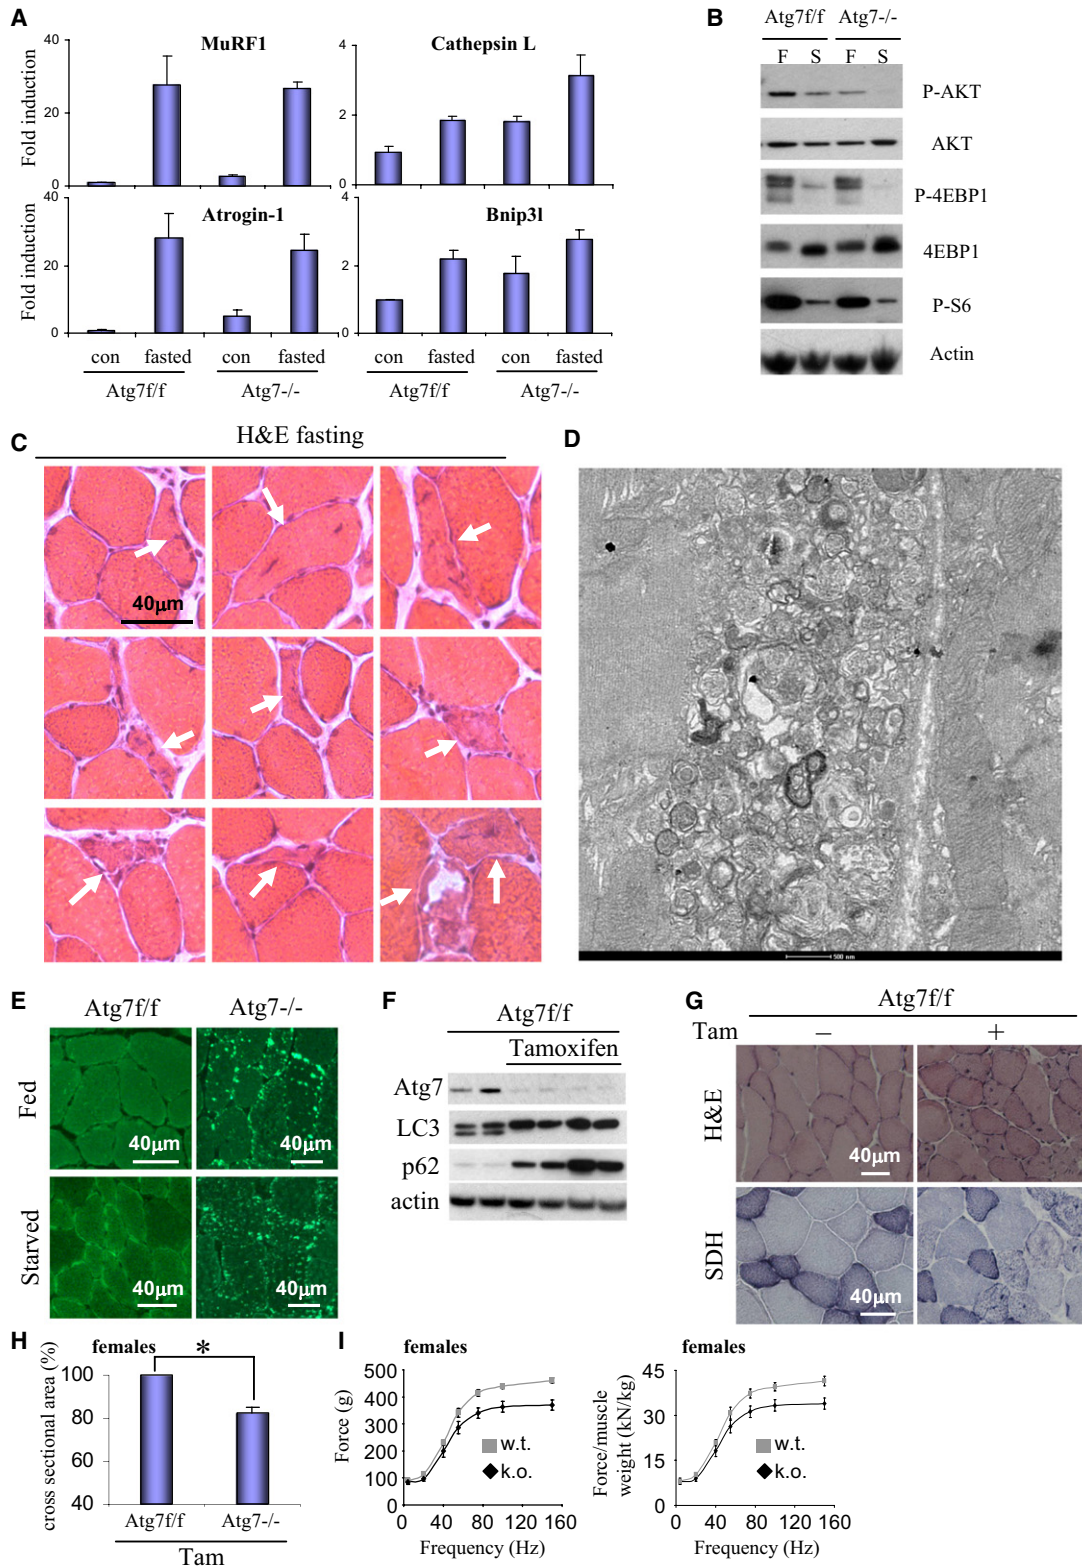 A
MuRF1
Cathepsin L
Fold induction
40
20
0
4
2
0
Atrogin-1
Bnip3l
Fold induction
40
20
0
4
2
0
con fasted con fasted
con fasted con fasted
Atg7f/f Atg7-/-
Atg7f/f Atg7-/-
B
Atg7f/f Atg7-/-
F S F S
P-AKT
AKT
P-4EBP1
4EBP1
P-S6
Actin
C
H&E fasting
40µm
D
500 nm
E
Atg7f/f Atg7-/-
Fed
40µm 40µm
Starved
40µm 40µm
F
Atg7f/f
Tamoxifen
Atg7
LC3
p62
actin
G
Atg7f/f
Tam – +
H&E
40µm
SDH
40µm
H
females
*
cross sectional area (%)
100
80
60
40
Atg7f/f Atg7-/-
Tam
I
females
Force (g)
500
400
300
200
100
0
w.t.
k.o.
0 40 80 120 160
Frequency (Hz)
females
Force/muscle weight (kN/kg)
45
30
15
0
w.t.
k.o.
0 40 80 120 160
Frequency (Hz)